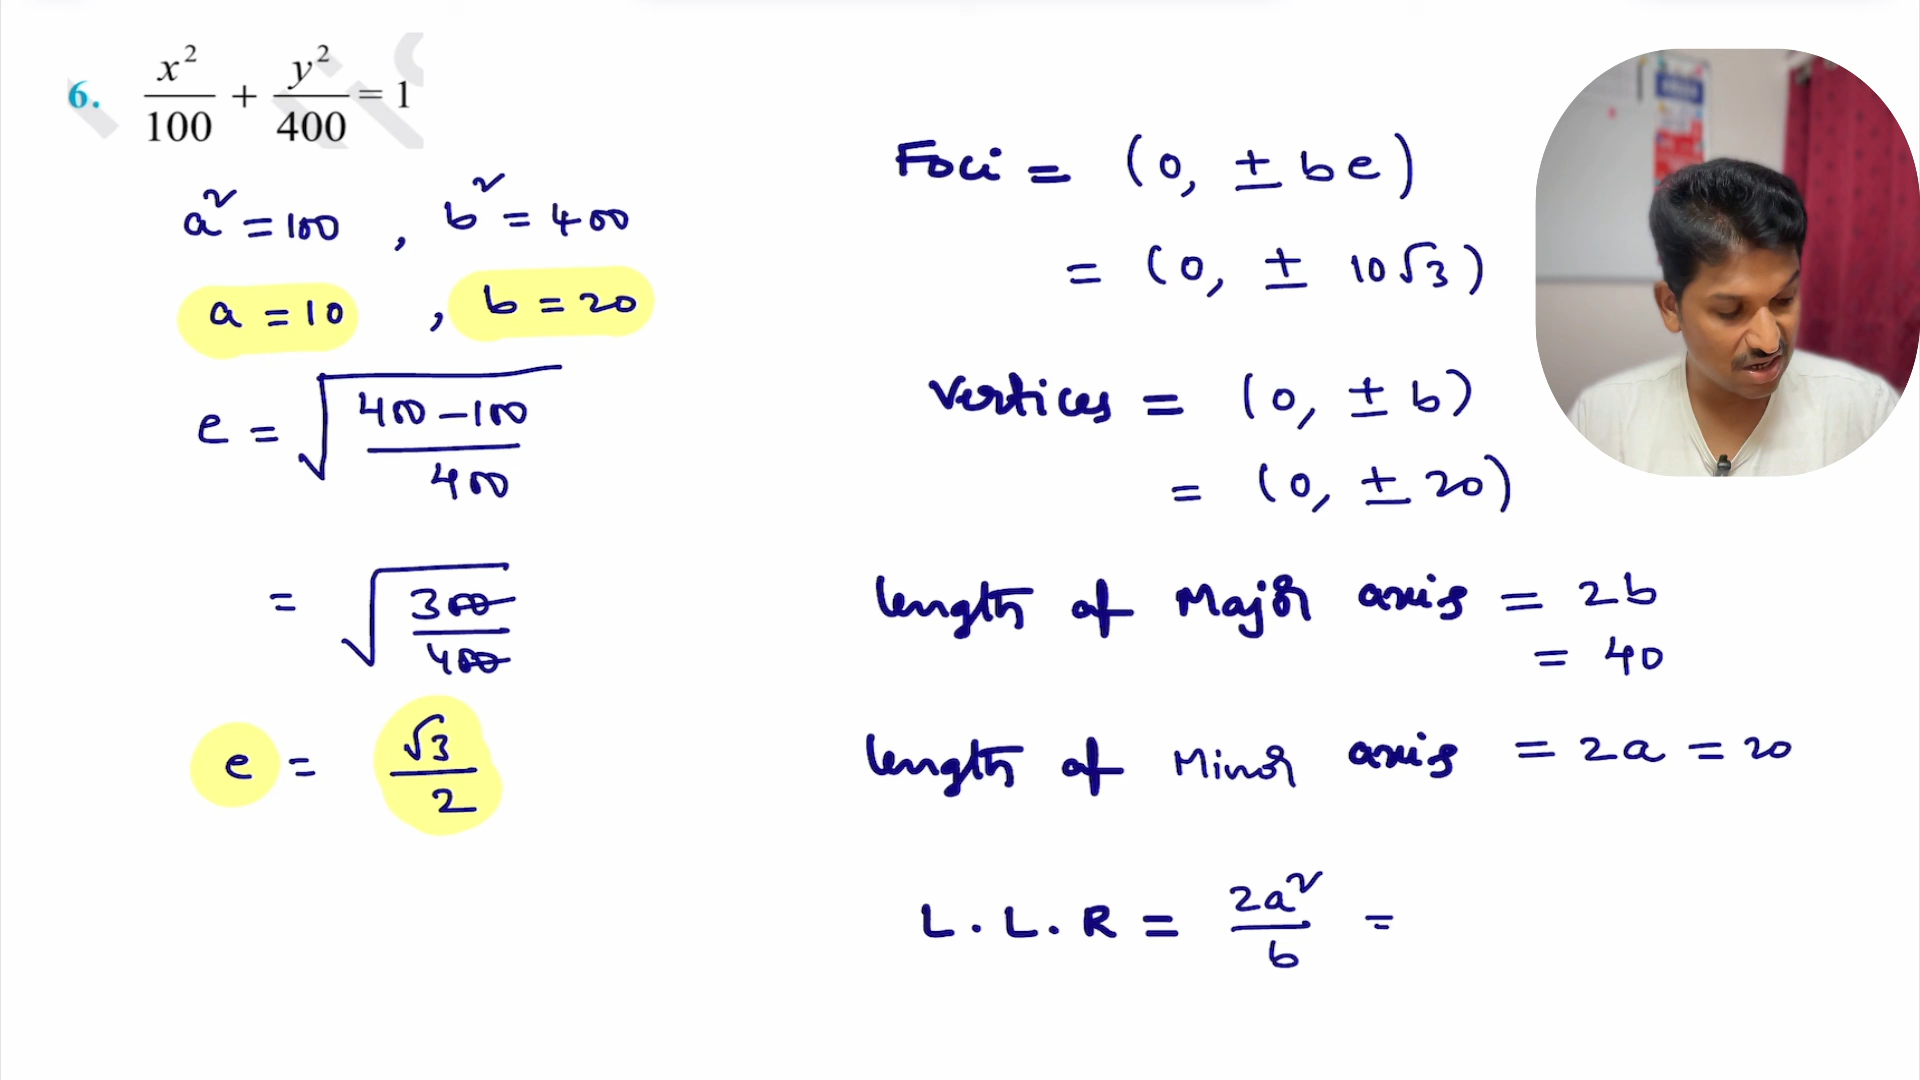 6. x²/100 + y²/400 = 1
a² = 100 , b² = 400
a = 10 , b = 20
e = √((400 – 100)/400)
= √(300/400)
e = √3/2
Foci = (0, ± be)
= (0, ± 10√3)
Vertices = (0, ± b)
= (0, ± 20)
length of Major axis = 2b
= 40
length of Minor axis = 2a = 20
L.L.R = 2a²/b =